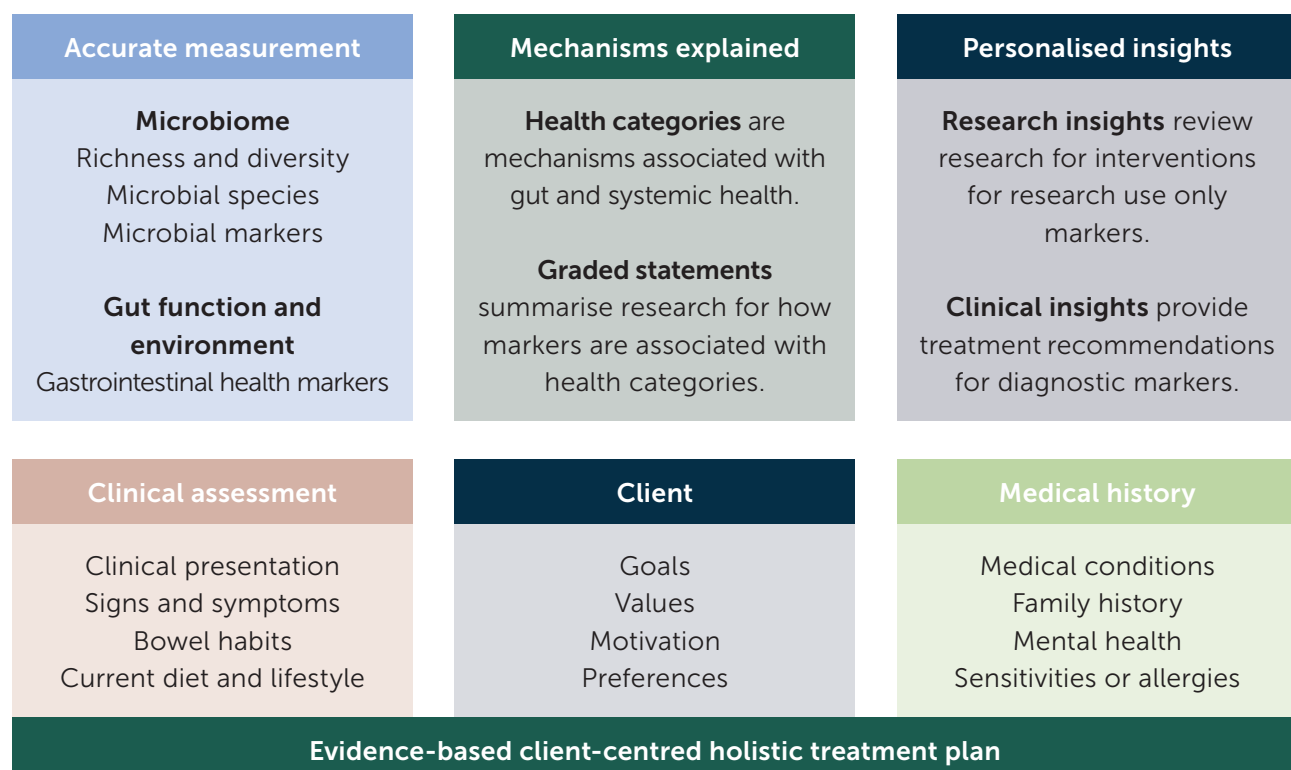 Accurate measurement
Microbiome
Richness and diversity
Microbial species
Microbial markers
Gut function and
environment
Gastrointestinal health markers
Mechanisms explained
Health categories are
mechanisms associated with
gut and systemic health.
Graded statements
summarise research for how
markers are associated with
health categories.
Personalised insights
Research insights review
research for interventions
for research use only
markers.
Clinical insights provide
treatment recommendations
for diagnostic markers.
Clinical assessment
Clinical presentation
Signs and symptoms
Bowel habits
Current diet and lifestyle
Client
Goals
Values
Motivation
Preferences
Medical history
Medical conditions
Family history
Mental health
Sensitivities or allergies
Evidence-based client-centred holistic treatment plan